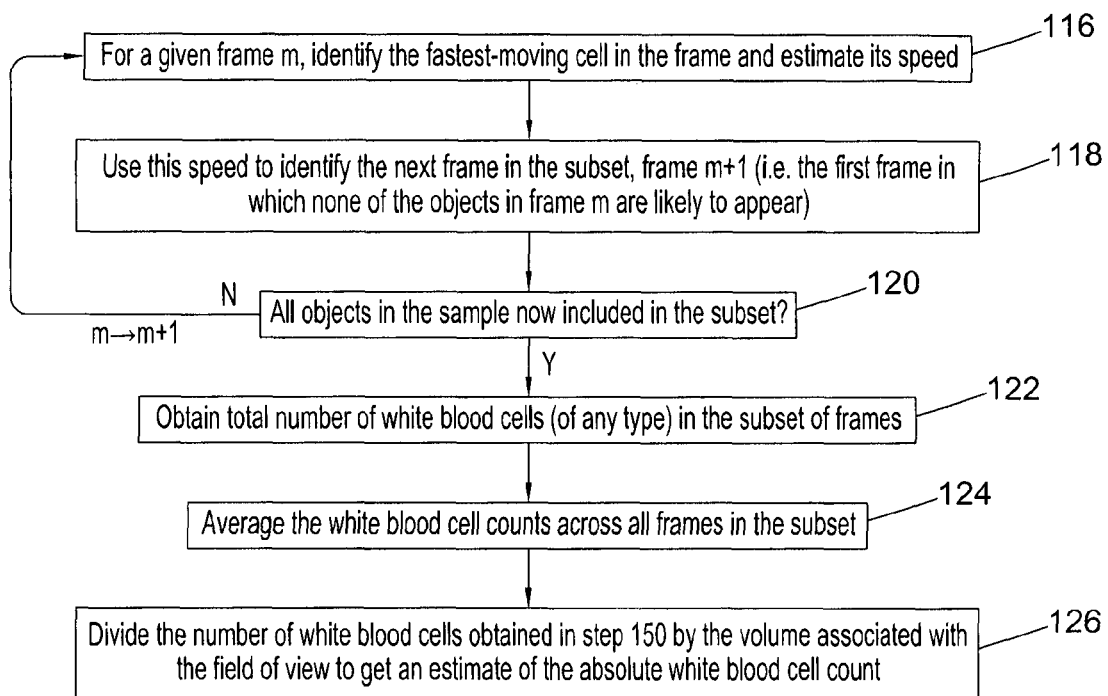 116
For a given frame m, identify the fastest-moving cell in the frame and estimate its speed
118
Use this speed to identify the next frame in the subset, frame m+1 (i.e. the first frame in
which none of the objects in frame m are likely to appear)
120
N
All objects in the sample now included in the subset?
m→m+1
Y
122
Obtain total number of white blood cells (of any type) in the subset of frames
124
Average the white blood cell counts across all frames in the subset
126
Divide the number of white blood cells obtained in step 150 by the volume associated with
the field of view to get an estimate of the absolute white blood cell count